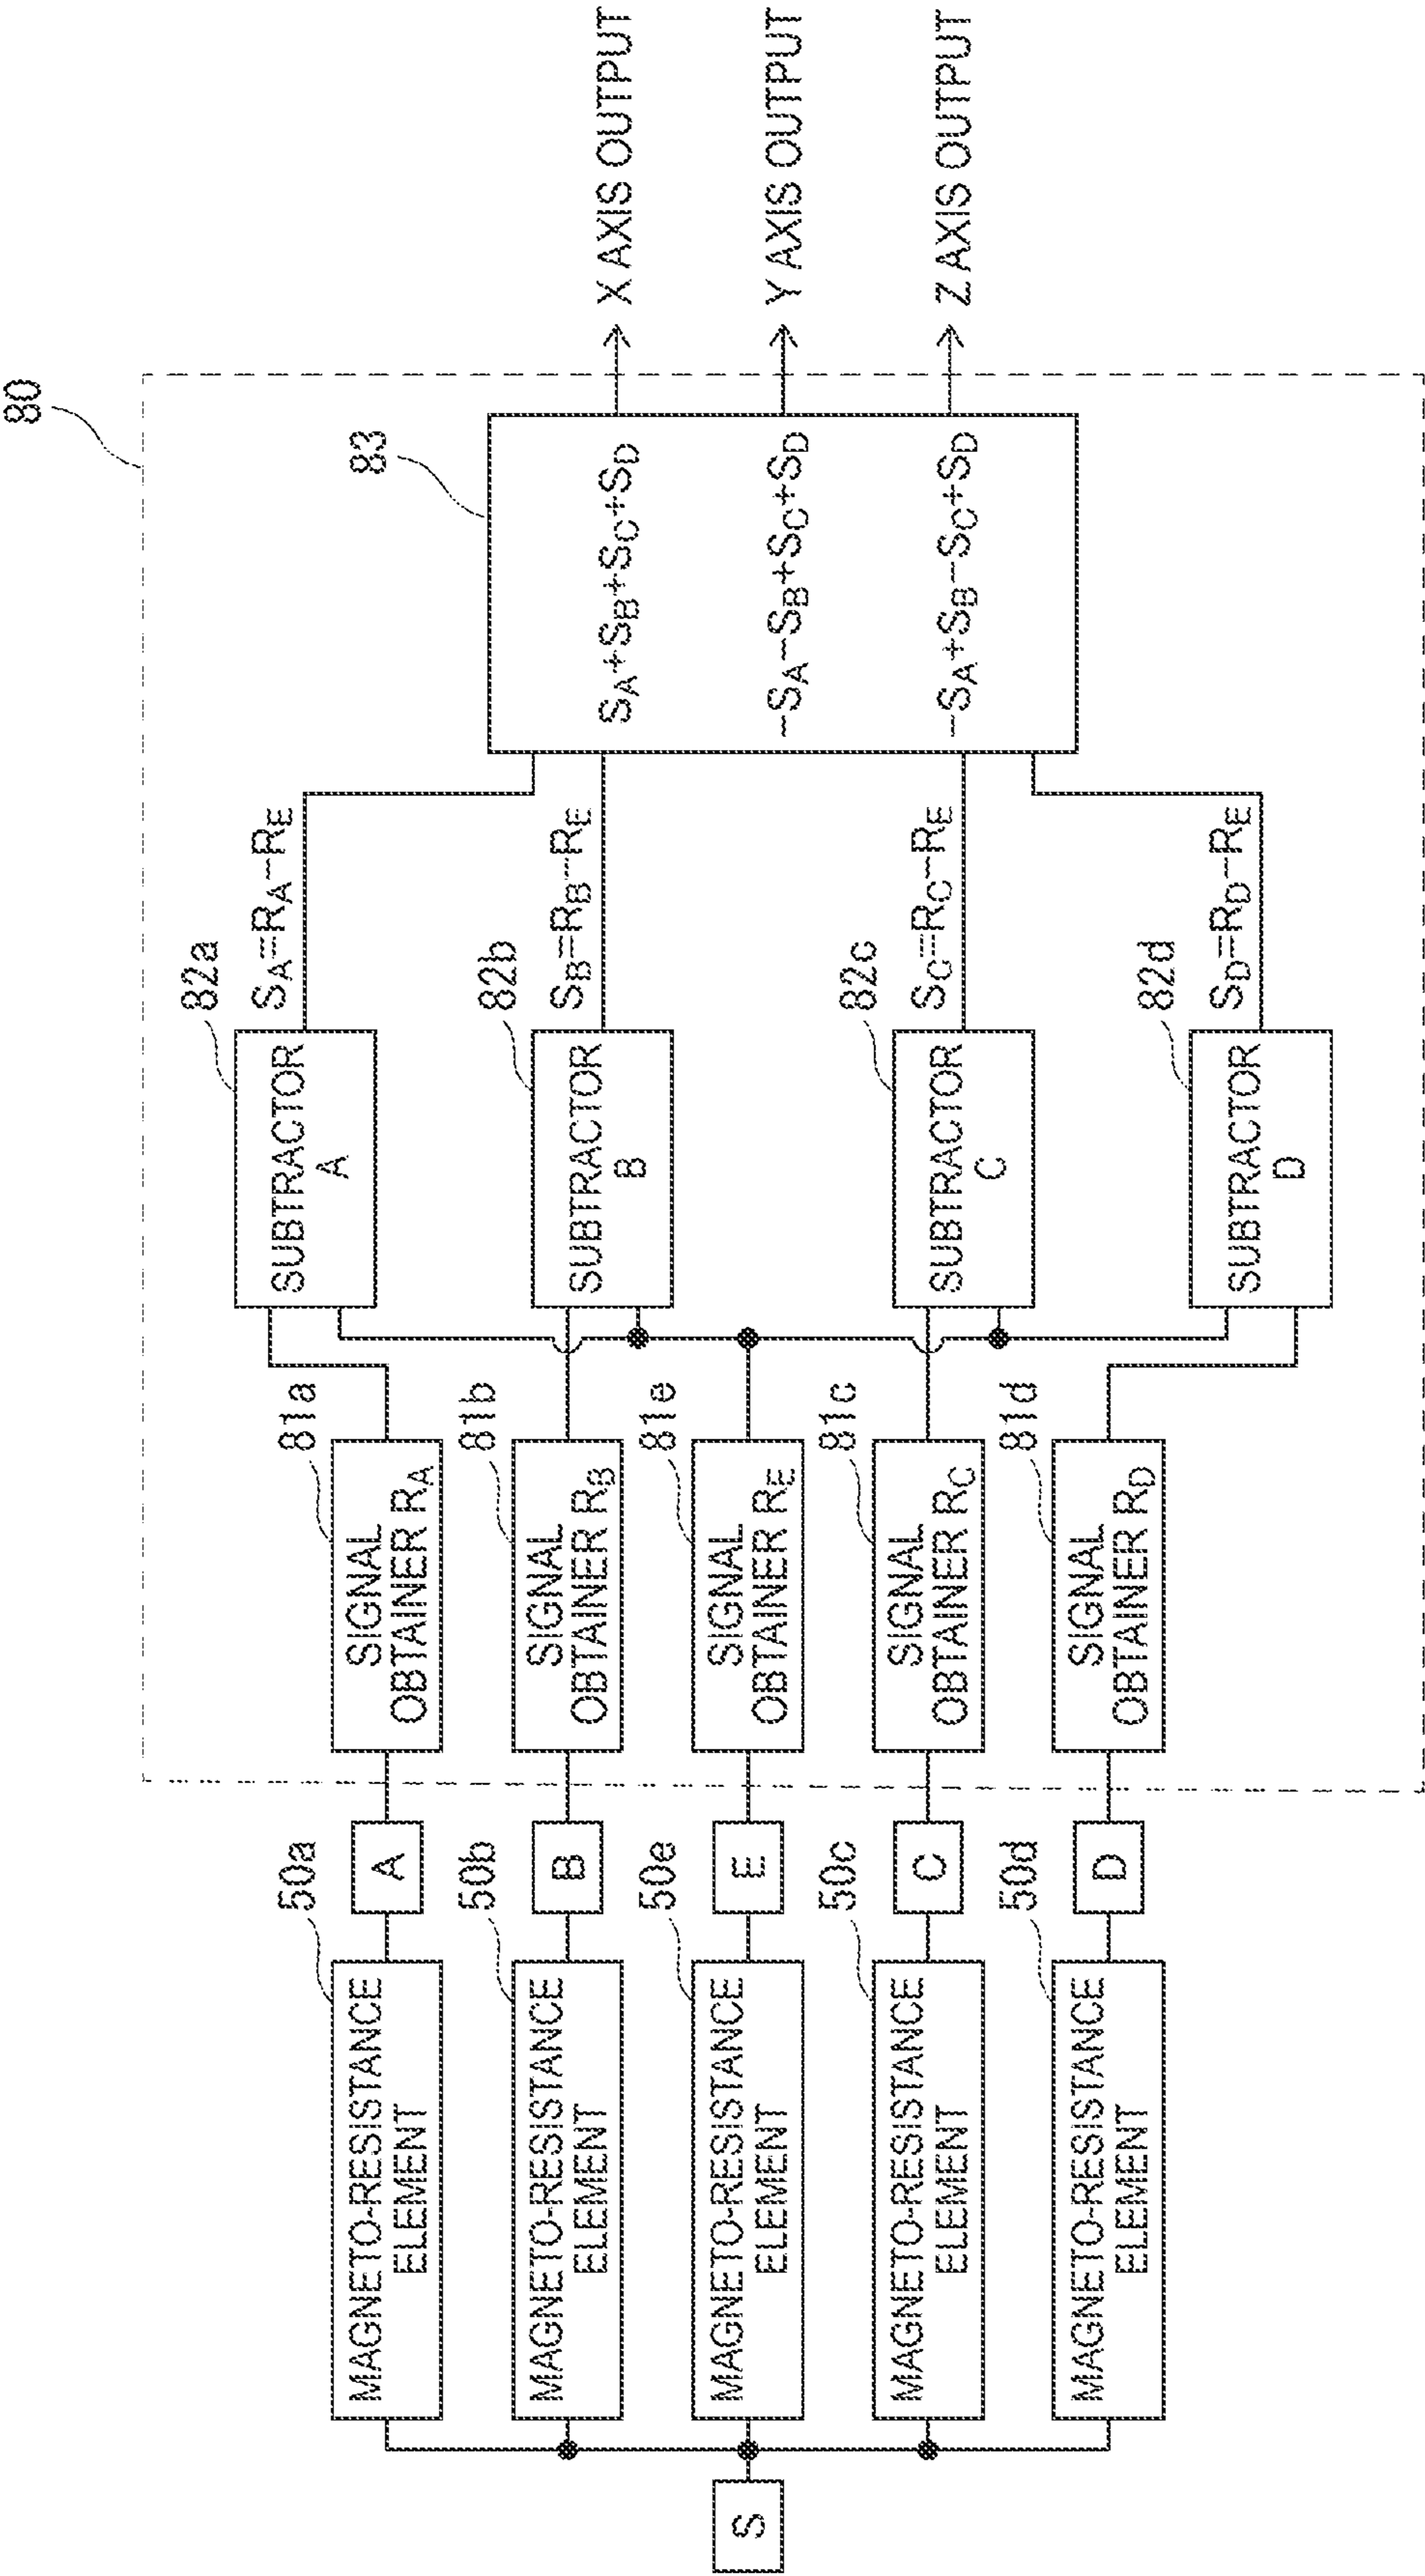 80
S
50a
MAGNETO-RESISTANCE
ELEMENT
A
81a
SIGNAL
OBTAINER RA
82a
SUBTRACTOR
A
SA=RA-RE
50b
MAGNETO-RESISTANCE
ELEMENT
B
81b
SIGNAL
OBTAINER RB
82b
SUBTRACTOR
B
SB=RB-RE
50e
MAGNETO-RESISTANCE
ELEMENT
E
81e
SIGNAL
OBTAINER RE
50c
MAGNETO-RESISTANCE
ELEMENT
C
81c
SIGNAL
OBTAINER RC
82c
SUBTRACTOR
C
SC=RC-RE
50d
MAGNETO-RESISTANCE
ELEMENT
D
81d
SIGNAL
OBTAINER RD
82d
SUBTRACTOR
D
SD=RD-RE
83
SA+SB+SC+SD
X AXIS OUTPUT
-SA-SB+SC+SD
Y AXIS OUTPUT
-SA+SB-SC+SD
Z AXIS OUTPUT